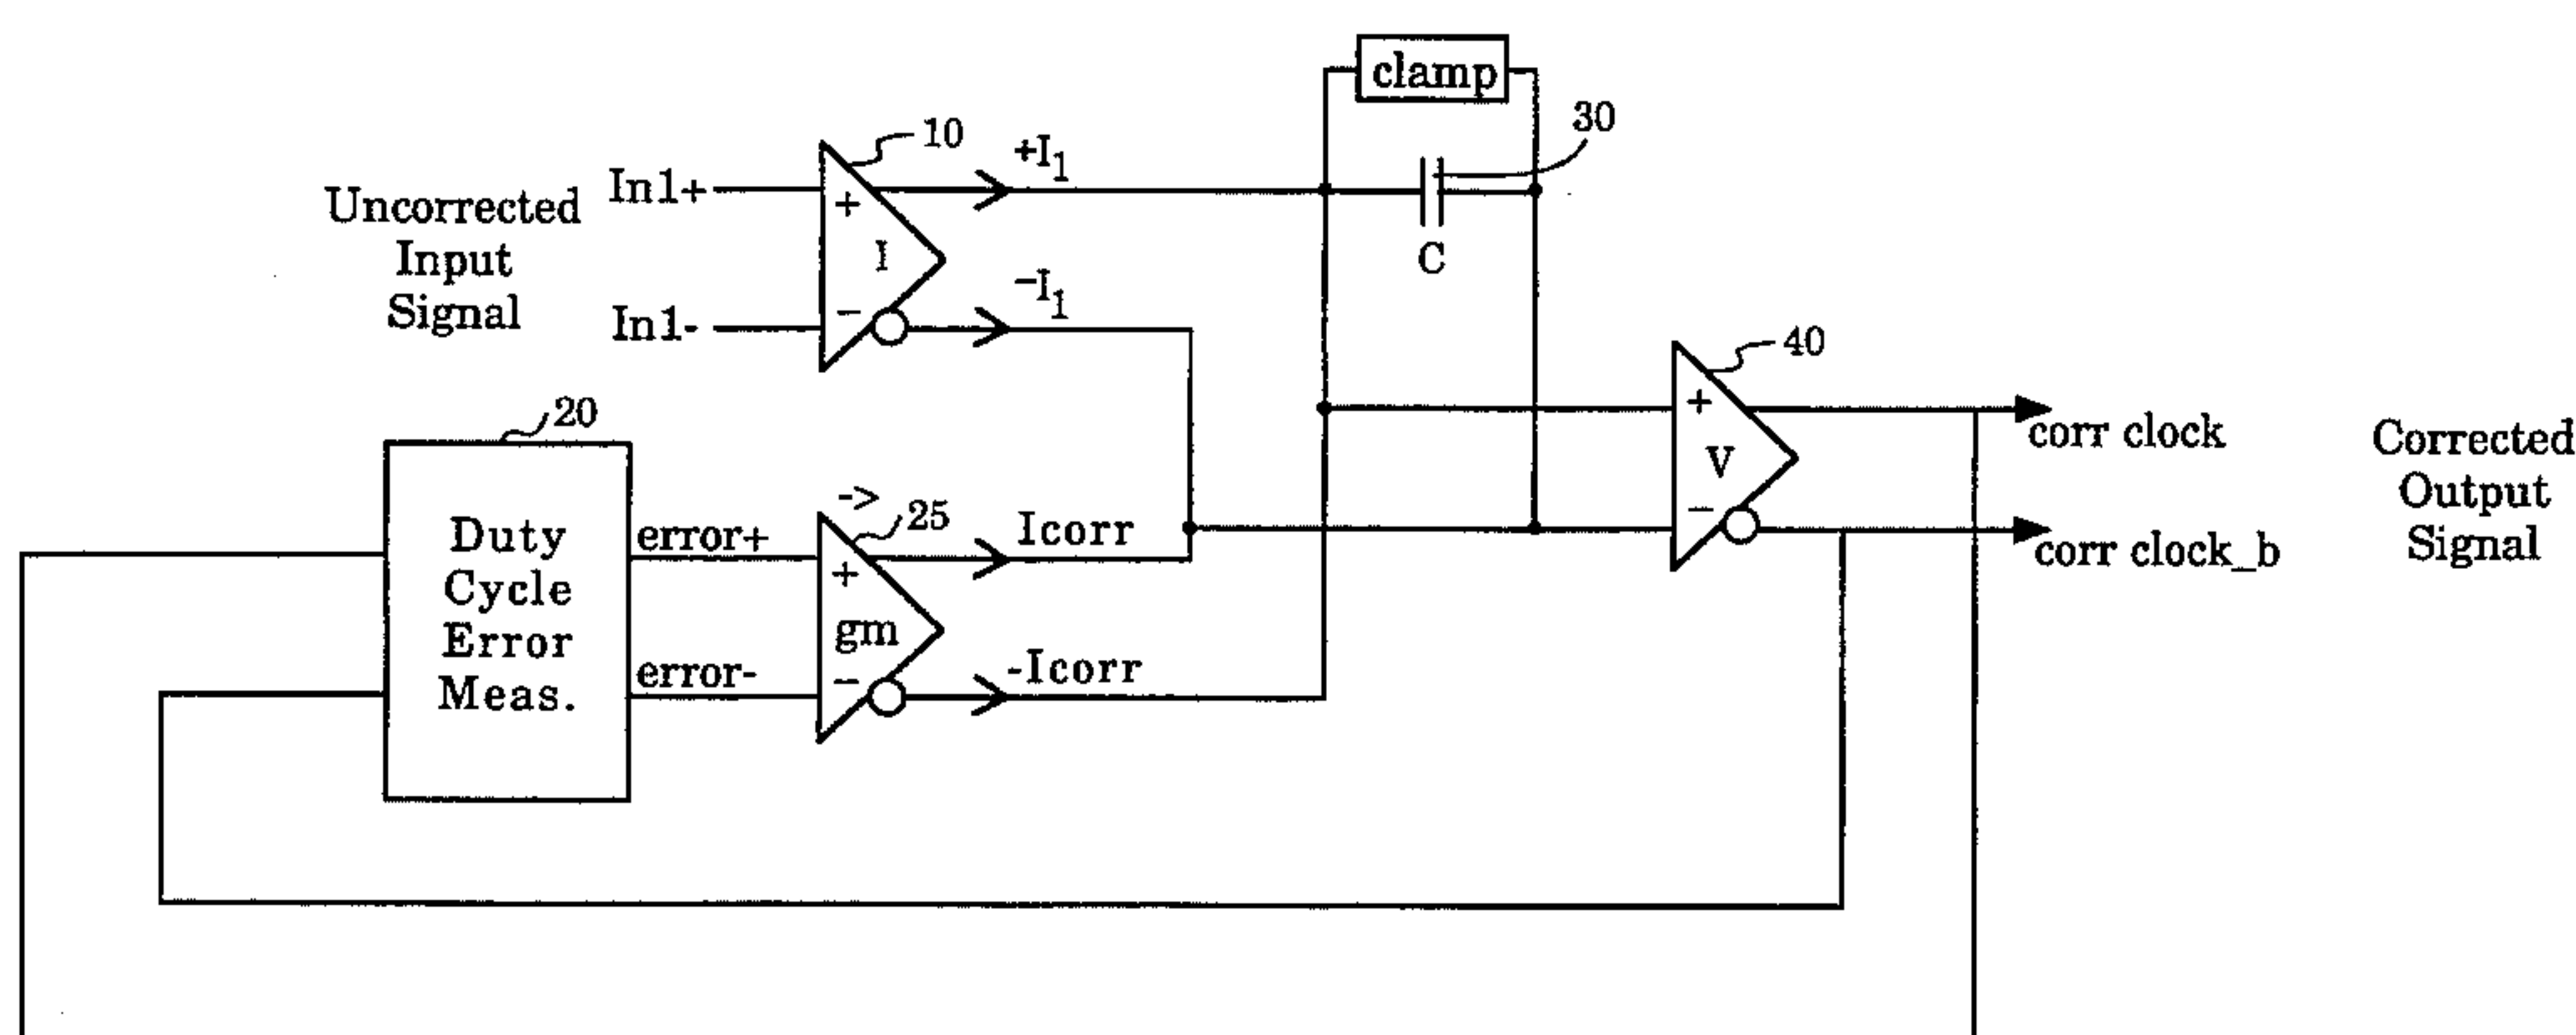 clamp
30
C
10
+I1
In1+
+
I
−
In1-
−I1
Uncorrected
Input
Signal
40
+
V
−
corr clock
corr clock_b
Corrected
Output
Signal
20
Duty
Cycle
Error
Meas.
error+
error-
->
25
+
gm
−
Icorr
-Icorr